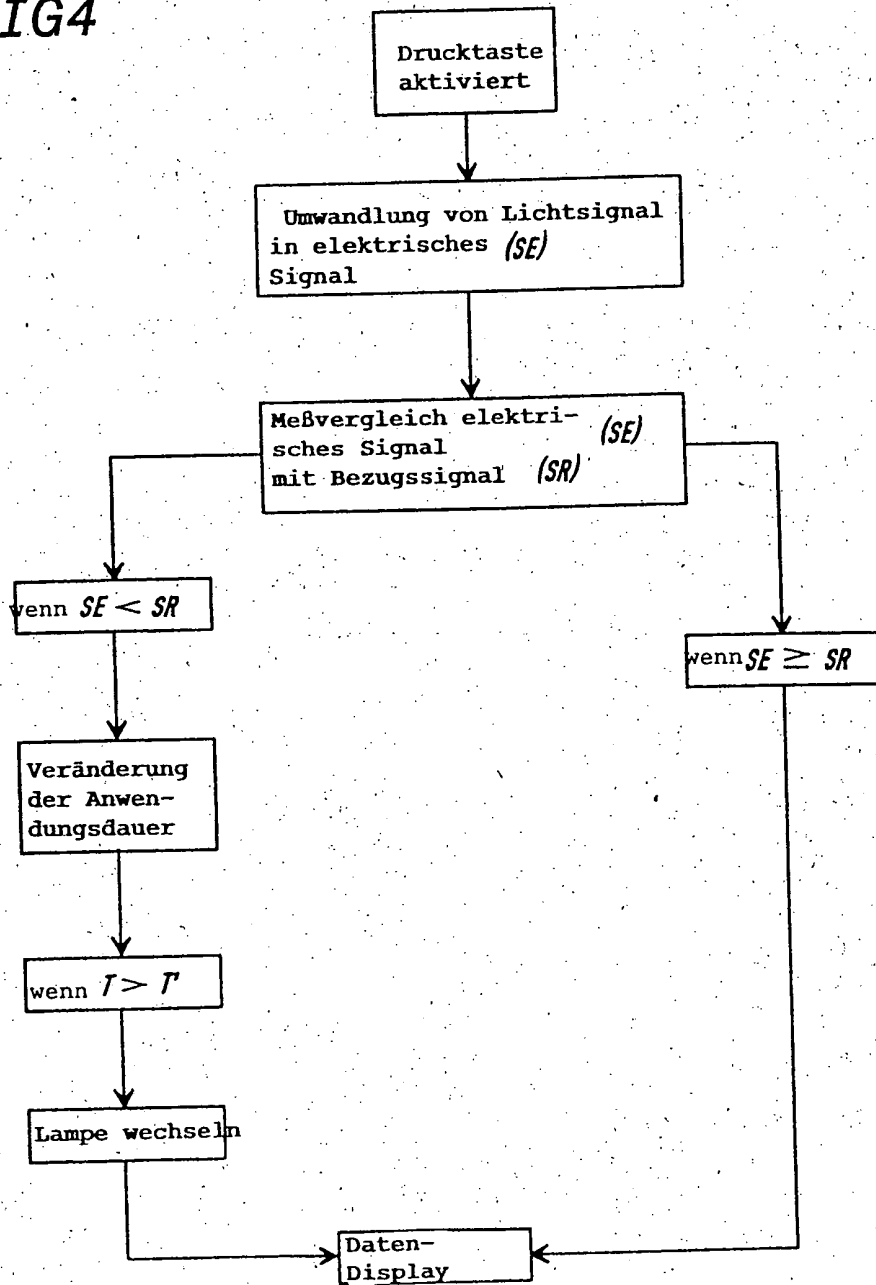 IG4
Drucktaste
aktiviert
Umwandlung von Lichtsignal
in elektrisches (SE)
Signal
Meßvergleich elektri-
sches Signal (SE)
mit Bezugssignal (SR)
wenn SE < SR
wenn SE ≥ SR
Veränderung
der Anwen-
dungsdauer
wenn T > T'
Lampe wechseln
Daten-
Display